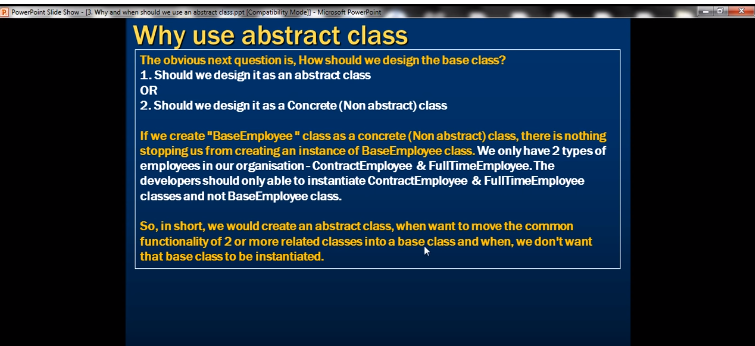 PowerPoint Slide Show - [3. Why and when should we use an abstract class.ppt [Compatibility Mode]] - Microsoft PowerPoint
Why use abstract class
The obvious next question is, How should we design the base class?
1. Should we design it as an abstract class
OR
2. Should we design it as a Concrete (Non abstract) class
If we create "BaseEmployee " class as a concrete (Non abstract) class, there is nothing
stopping us from creating an instance of BaseEmployee class. We only have 2 types of
employees in our organisation - ContractEmployee & FullTimeEmployee. The
developers should only able to instantiate ContractEmployee & FullTimeEmployee
classes and not BaseEmployee class.
So, in short, we would create an abstract class, when want to move the common
functionality of 2 or more related classes into a base class and when, we don't want
that base class to be instantiated.